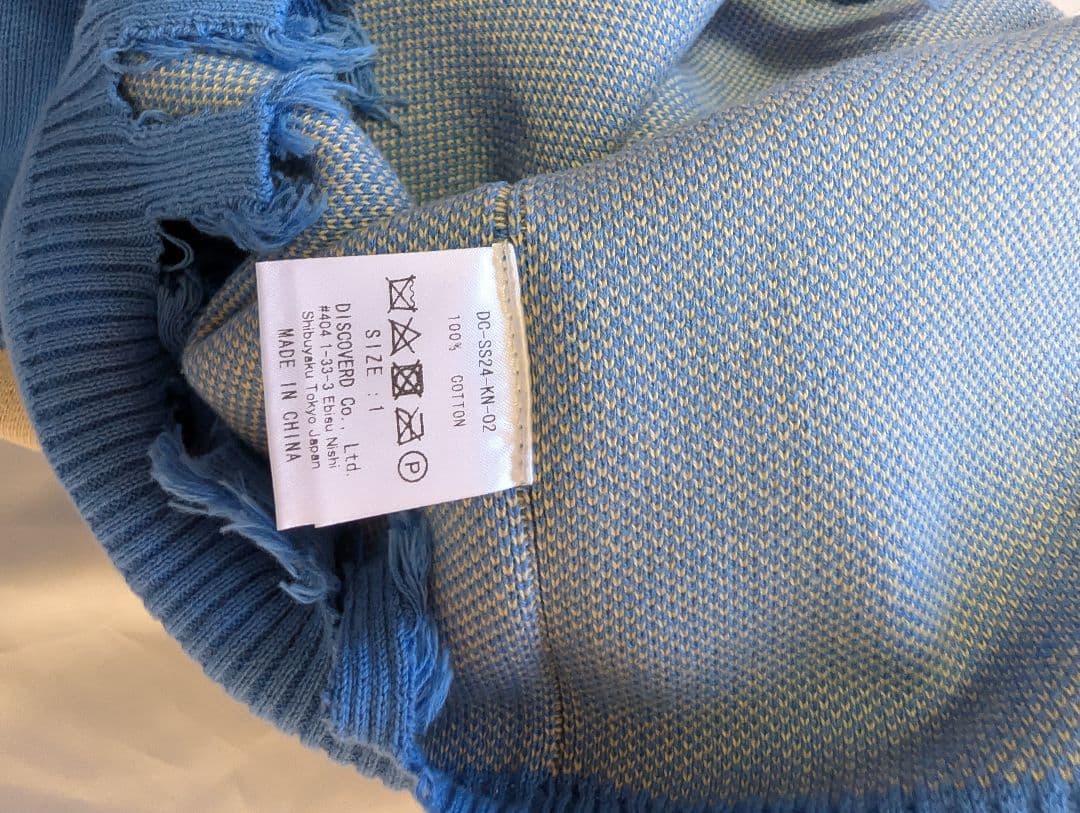 DC-SS24-KN-02
100% COTTON
P
SIZE : 1
DISCOVERD Co., Ltd.
#404 1-33-3 Ebisu Nishi
Shibuyaku Tokyo Japan
MADE IN CHINA